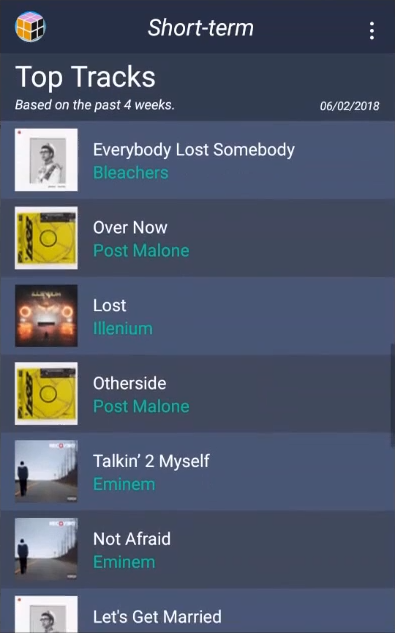 Short-term
Top Tracks
Based on the past 4 weeks.
06/02/2018
Everybody Lost Somebody
Bleachers
Over Now
Post Malone
Lost
Illenium
Otherside
Post Malone
Talkin' 2 Myself
Eminem
Not Afraid
Eminem
Let's Get Married